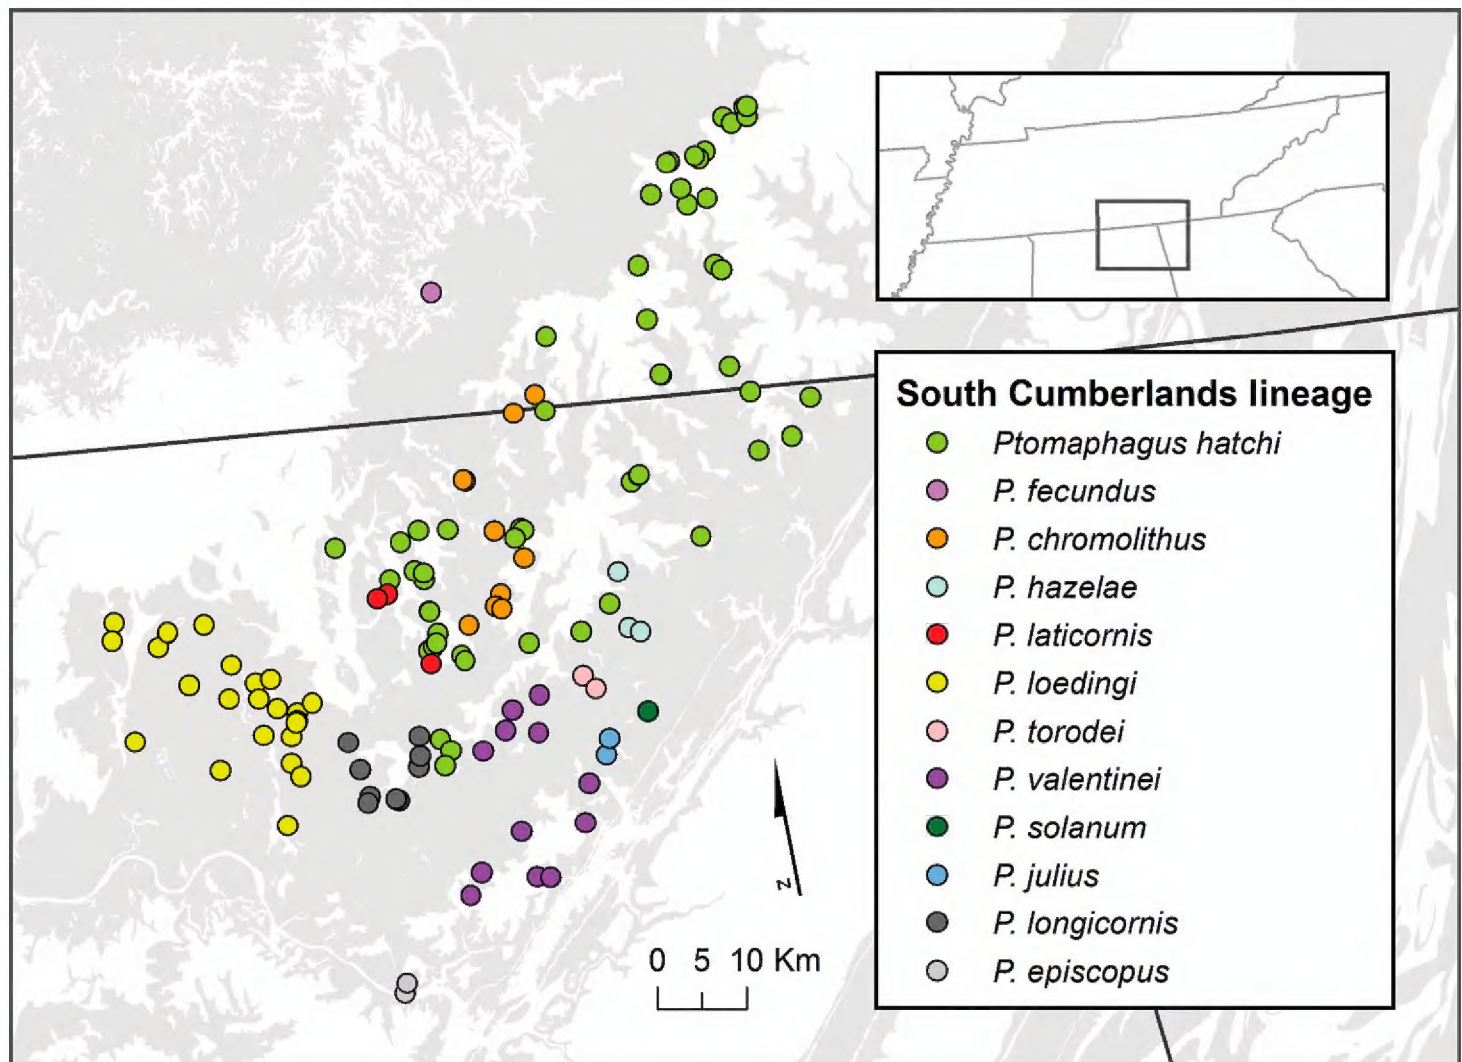 South Cumberlands lineage
Ptomaphagus hatchi
P. fecundus
P. chromolithus
P. hazelae
P. laticornis
P. loedingi
P. torodei
P. valentinei
P. solanum
P. julius
P. longicornis
P. episcopus
N
0 5 10 Km